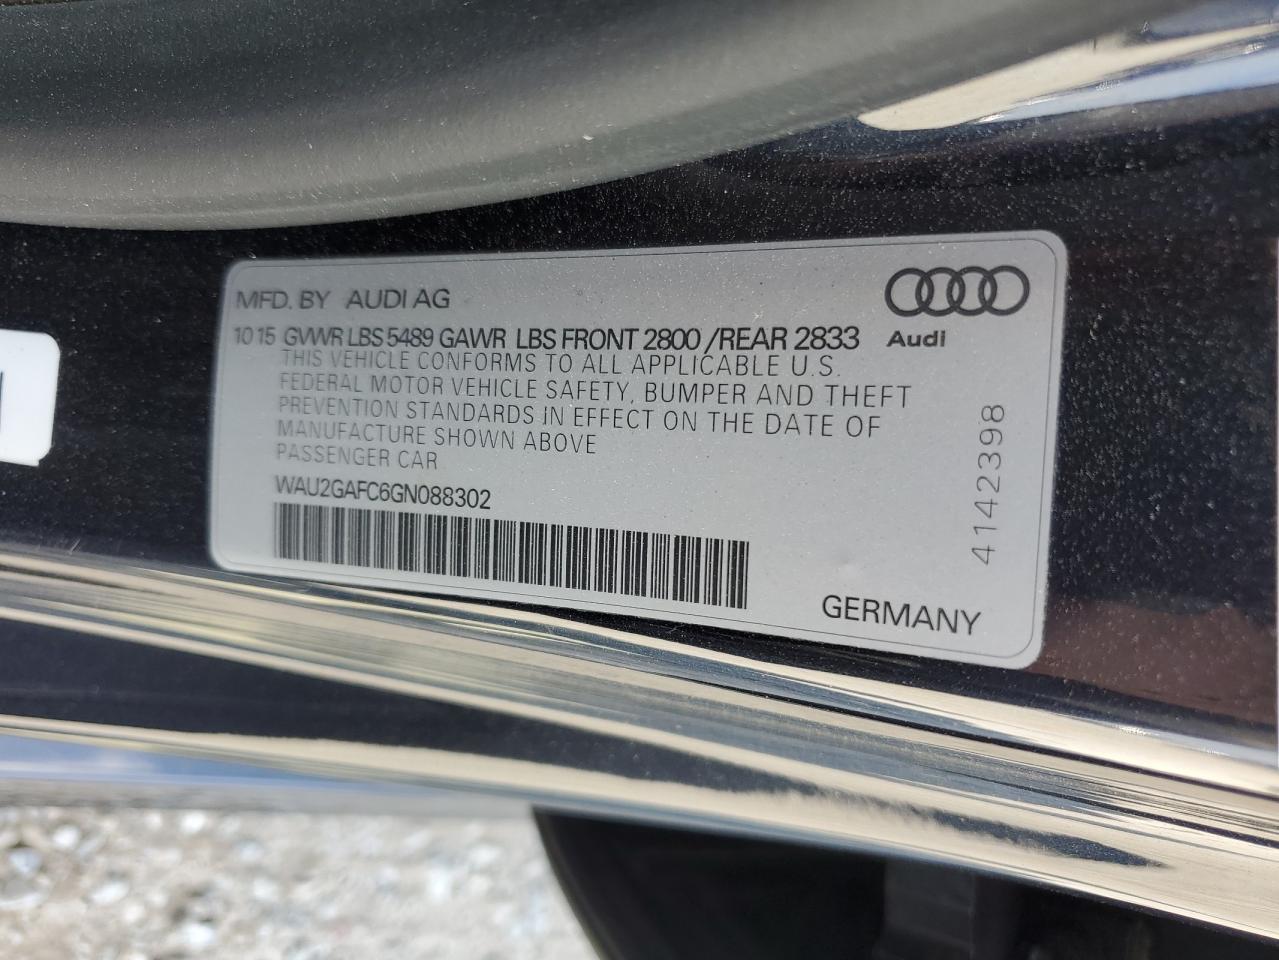 MFD. BY AUDI AG
10 15 GVWR LBS 5489 GAWR LBS FRONT 2800 /REAR 2833
Audi
THIS VEHICLE CONFORMS TO ALL APPLICABLE U.S.
FEDERAL MOTOR VEHICLE SAFETY, BUMPER AND THEFT
PREVENTION STANDARDS IN EFFECT ON THE DATE OF
MANUFACTURE SHOWN ABOVE
PASSENGER CAR
WAU2GAFC6GN088302
4142398
GERMANY